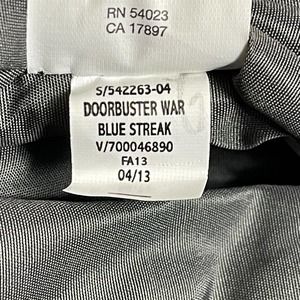 RN 54023
CA 17897
S/542263-04
DOORBUSTER WAR
BLUE STREAK
V/700046890
FA13
04/13